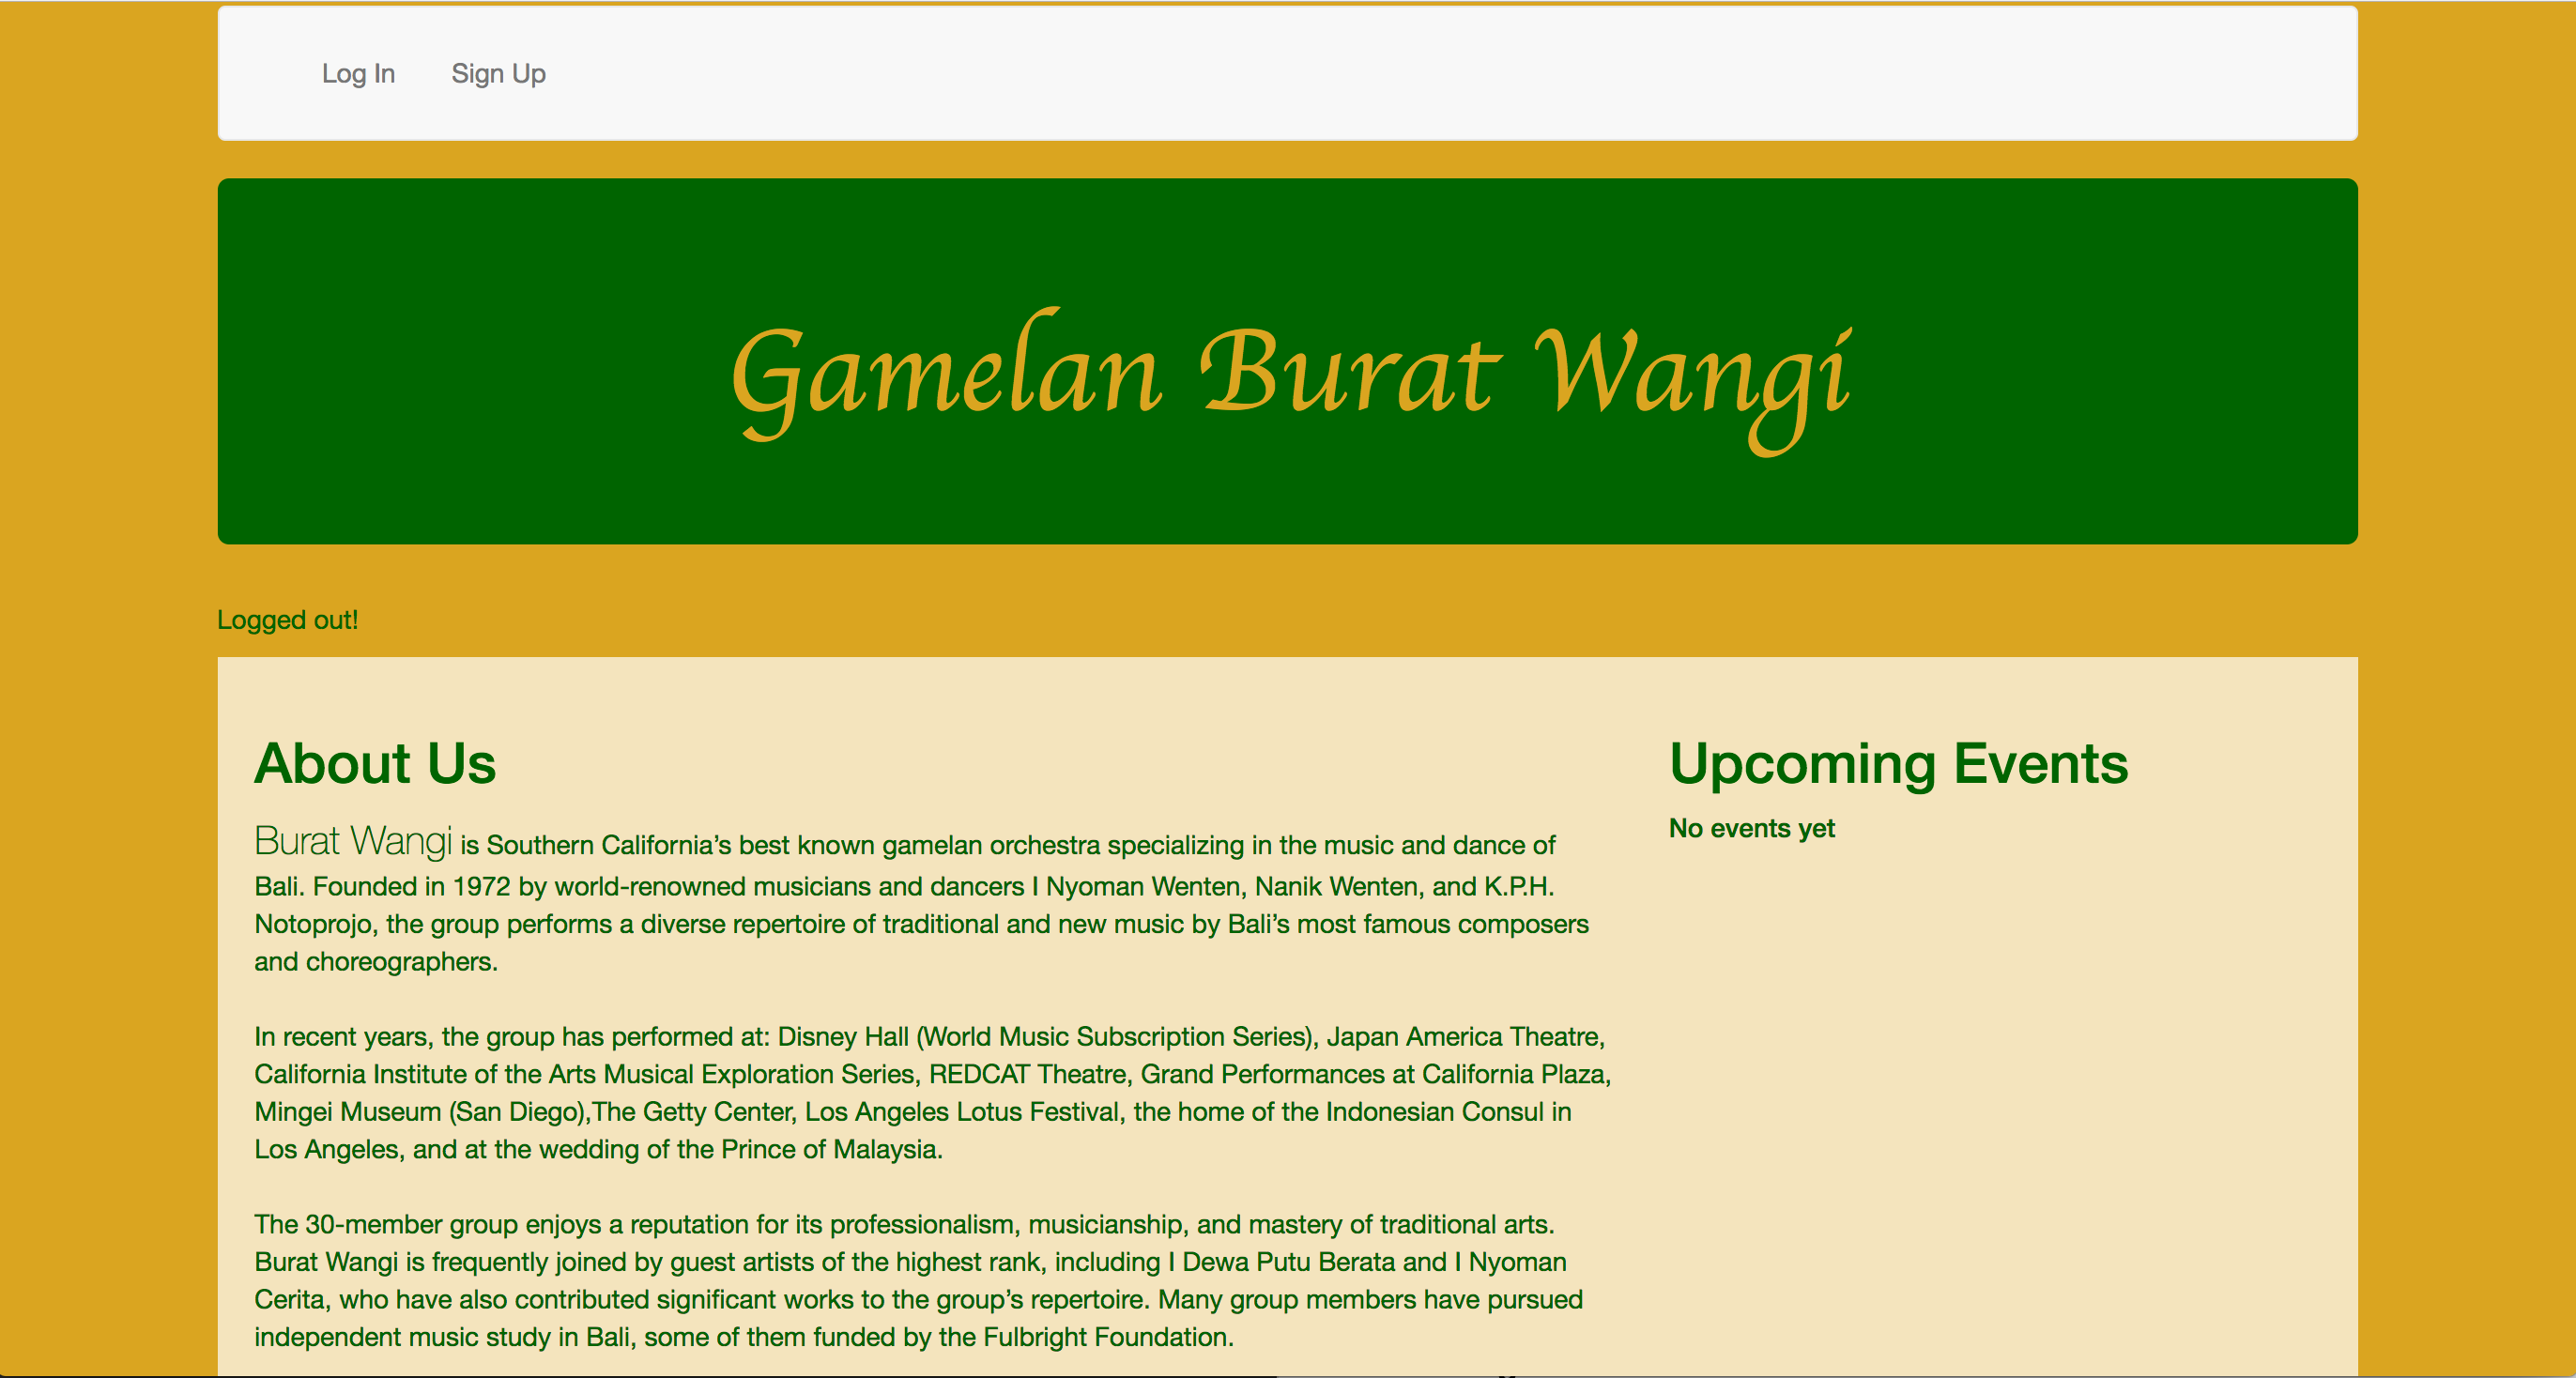 Log In Sign Up
Gamelan Burat Wangi
Logged out!
About Us
Burat Wangi is Southern California’s best known gamelan orchestra specializing in the music and dance of
Bali. Founded in 1972 by world-renowned musicians and dancers I Nyoman Wenten, Nanik Wenten, and K.P.H.
Notoprojo, the group performs a diverse repertoire of traditional and new music by Bali’s most famous composers
and choreographers.
In recent years, the group has performed at: Disney Hall (World Music Subscription Series), Japan America Theatre,
California Institute of the Arts Musical Exploration Series, REDCAT Theatre, Grand Performances at California Plaza,
Mingei Museum (San Diego),The Getty Center, Los Angeles Lotus Festival, the home of the Indonesian Consul in
Los Angeles, and at the wedding of the Prince of Malaysia.
The 30-member group enjoys a reputation for its professionalism, musicianship, and mastery of traditional arts.
Burat Wangi is frequently joined by guest artists of the highest rank, including I Dewa Putu Berata and I Nyoman
Cerita, who have also contributed significant works to the group’s repertoire. Many group members have pursued
independent music study in Bali, some of them funded by the Fulbright Foundation.
Upcoming Events
No events yet